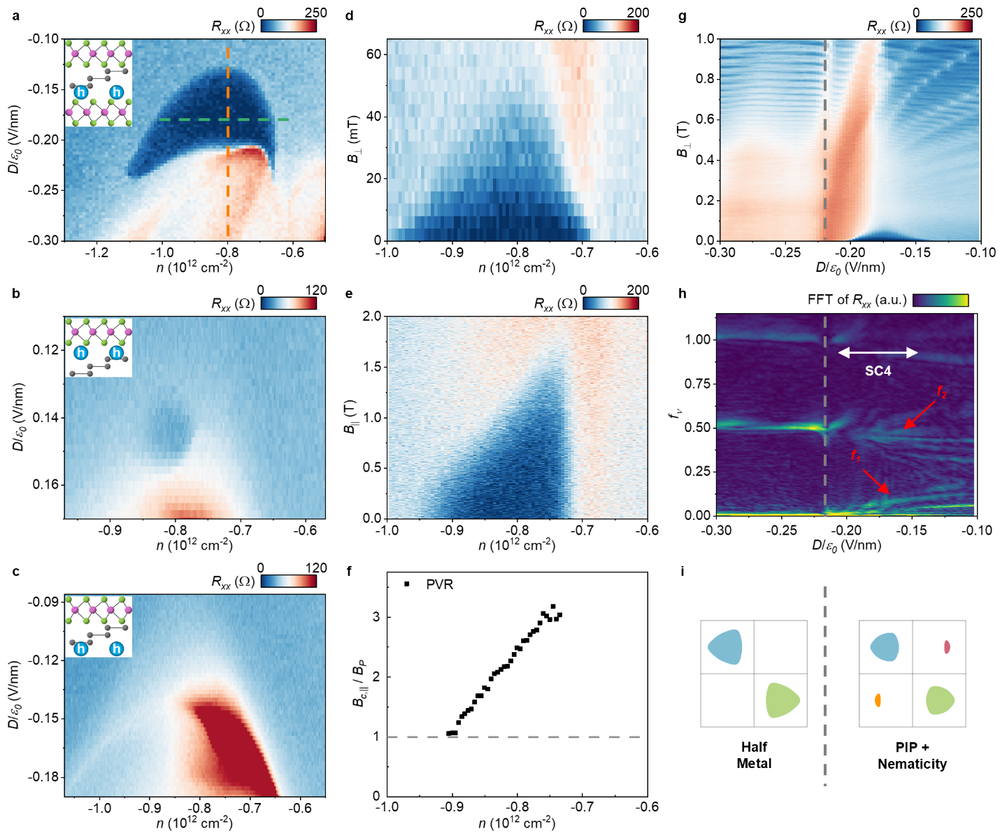 a
0 250
Rxx (Ω)
-0.10
-0.15
-0.20
-0.25
-0.30
D/ε0 (V/nm)
h h
-1.2 -1.0 -0.8 -0.6
n (10^12 cm^-2)
b
0 120
Rxx (Ω)
0.12
0.14
0.16
D/ε0 (V/nm)
h h
-0.9 -0.8 -0.7 -0.6
n (10^12 cm^-2)
c
0 120
Rxx (Ω)
-0.09
-0.12
-0.15
-0.18
D/ε0 (V/nm)
h h
-1.0 -0.9 -0.8 -0.7 -0.6
n (10^12 cm^-2)
d
0 200
Rxx (Ω)
60
40
20
0
B⊥ (mT)
-1.0 -0.9 -0.8 -0.7 -0.6
n (10^12 cm^-2)
e
0 200
Rxx (Ω)
2.0
1.5
1.0
0.5
0.0
B|| (T)
-1.0 -0.9 -0.8 -0.7 -0.6
n (10^12 cm^-2)
f
PVR
3
2
1
0
Bc,|| / BP
-1.0 -0.9 -0.8 -0.7 -0.6
n (10^12 cm^-2)
g
0 250
Rxx (Ω)
1.0
0.8
0.6
0.4
0.2
0.0
B⊥ (T)
-0.30 -0.25 -0.20 -0.15 -0.10
D/ε0 (V/nm)
h
FFT of Rxx (a.u.)
1.00
0.75
0.50
0.25
0.00
fν
SC4
f2
f1
-0.30 -0.25 -0.20 -0.15 -0.10
D/ε0 (V/nm)
i
Half
Metal
PIP +
Nematicity